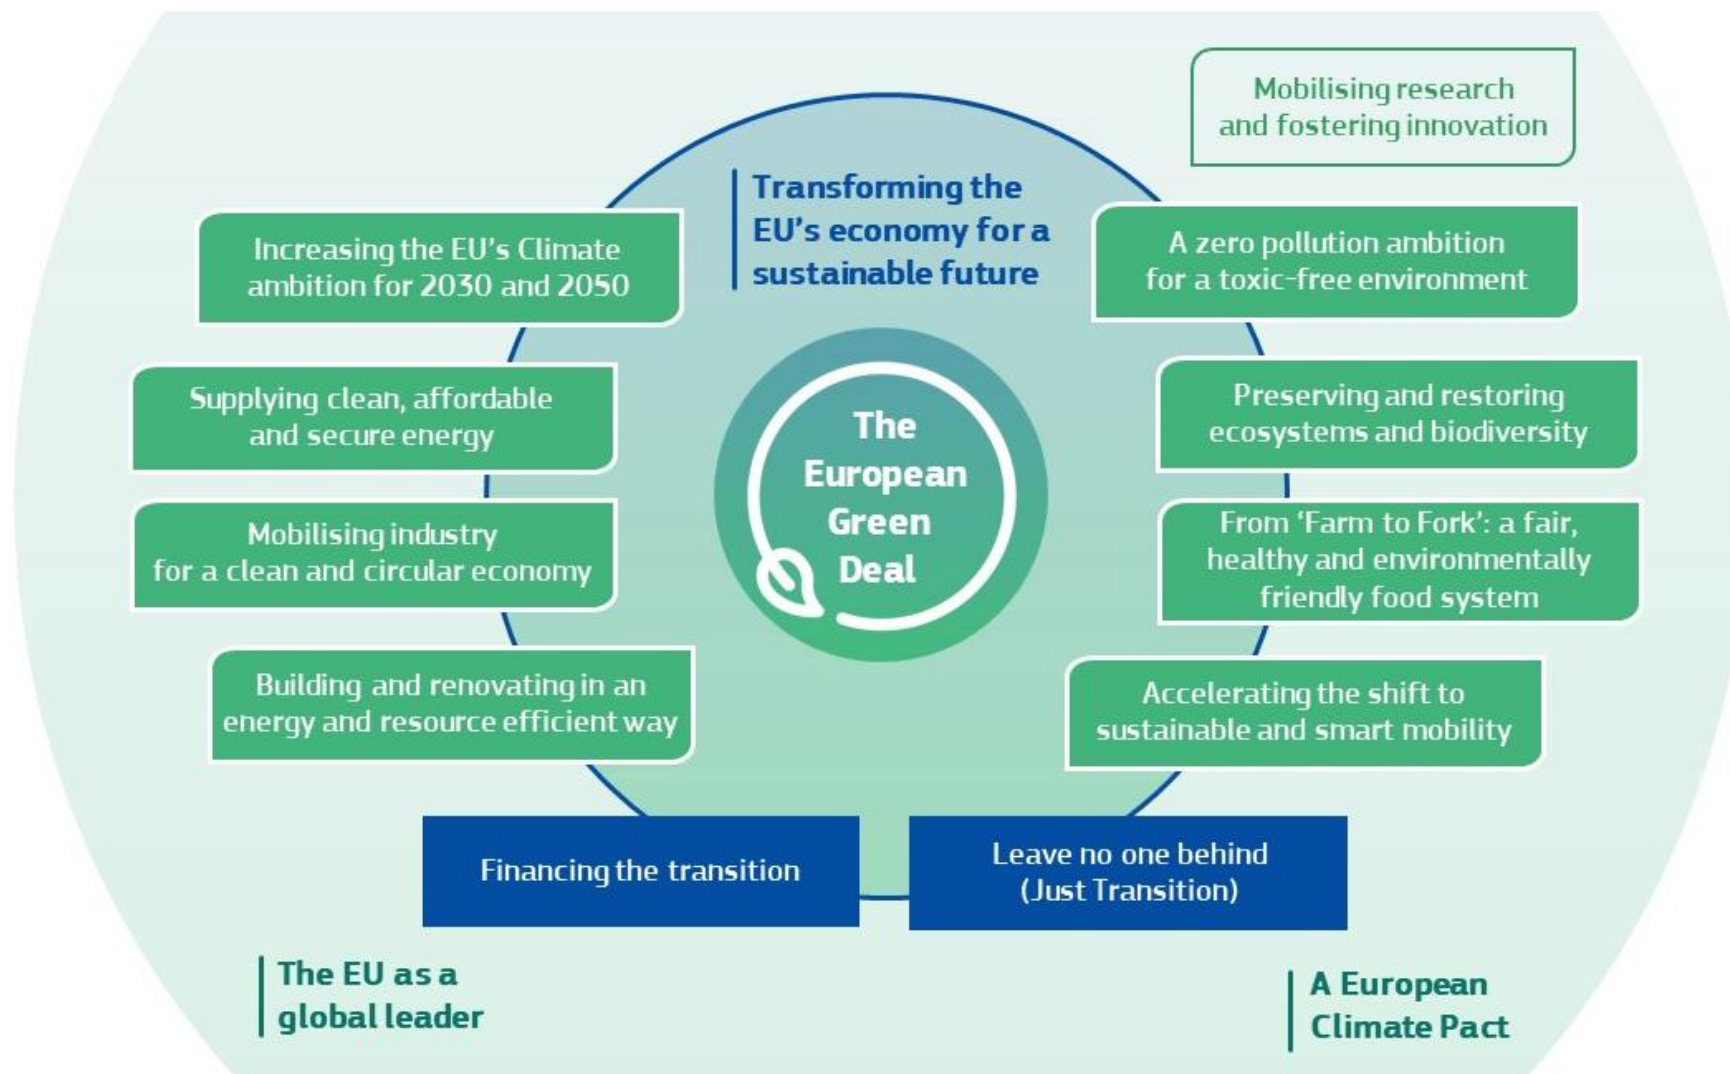 Mobilising research
and fostering innovation
Transforming the
EU's economy for a
sustainable future
Increasing the EU's Climate
ambition for 2030 and 2050
A zero pollution ambition
for a toxic-free environment
Supplying clean, affordable
and secure energy
Preserving and restoring
ecosystems and biodiversity
The
European
Green
Deal
Mobilising industry
for a clean and circular economy
From ‘Farm to Fork’: a fair,
healthy and environmentally
friendly food system
Building and renovating in an
energy and resource efficient way
Accelerating the shift to
sustainable and smart mobility
Financing the transition
Leave no one behind
(Just Transition)
The EU as a
global leader
A European
Climate Pact